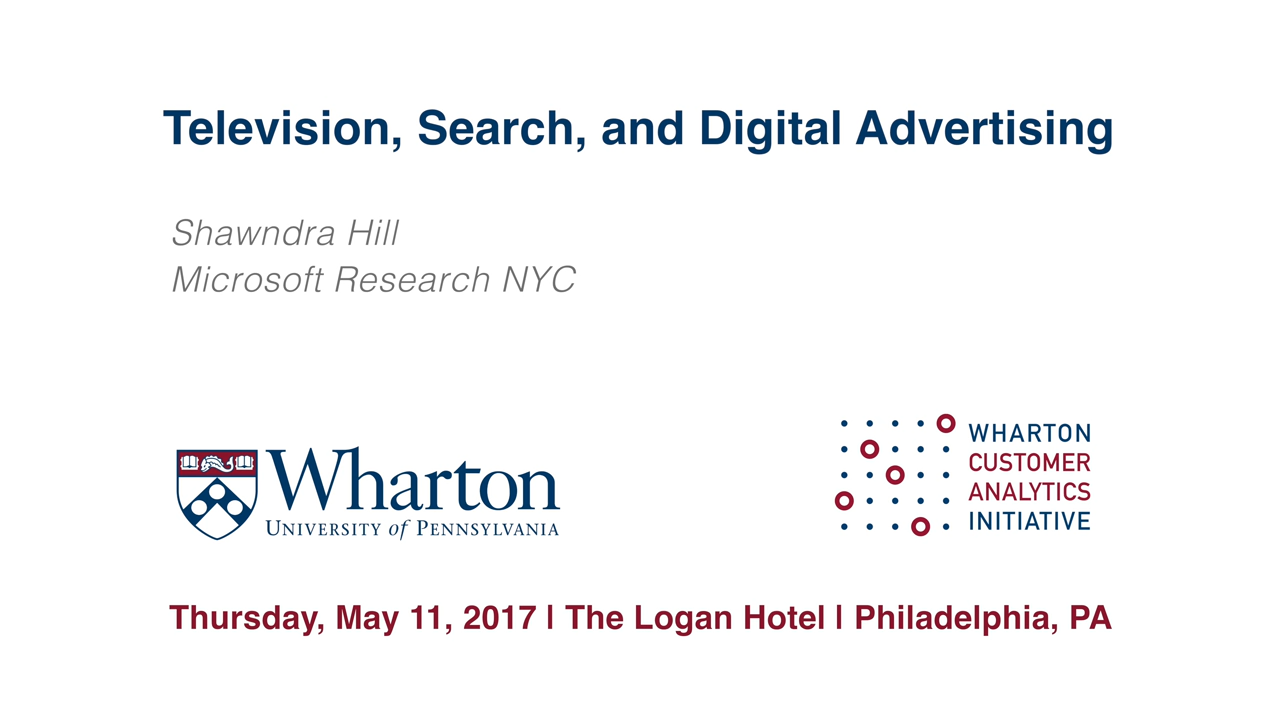 Television, Search, and Digital Advertising
Shawndra Hill
Microsoft Research NYC
Wharton
UNIVERSITY of PENNSYLVANIA
WHARTON
CUSTOMER
ANALYTICS
INITIATIVE
Thursday, May 11, 2017 | The Logan Hotel | Philadelphia, PA